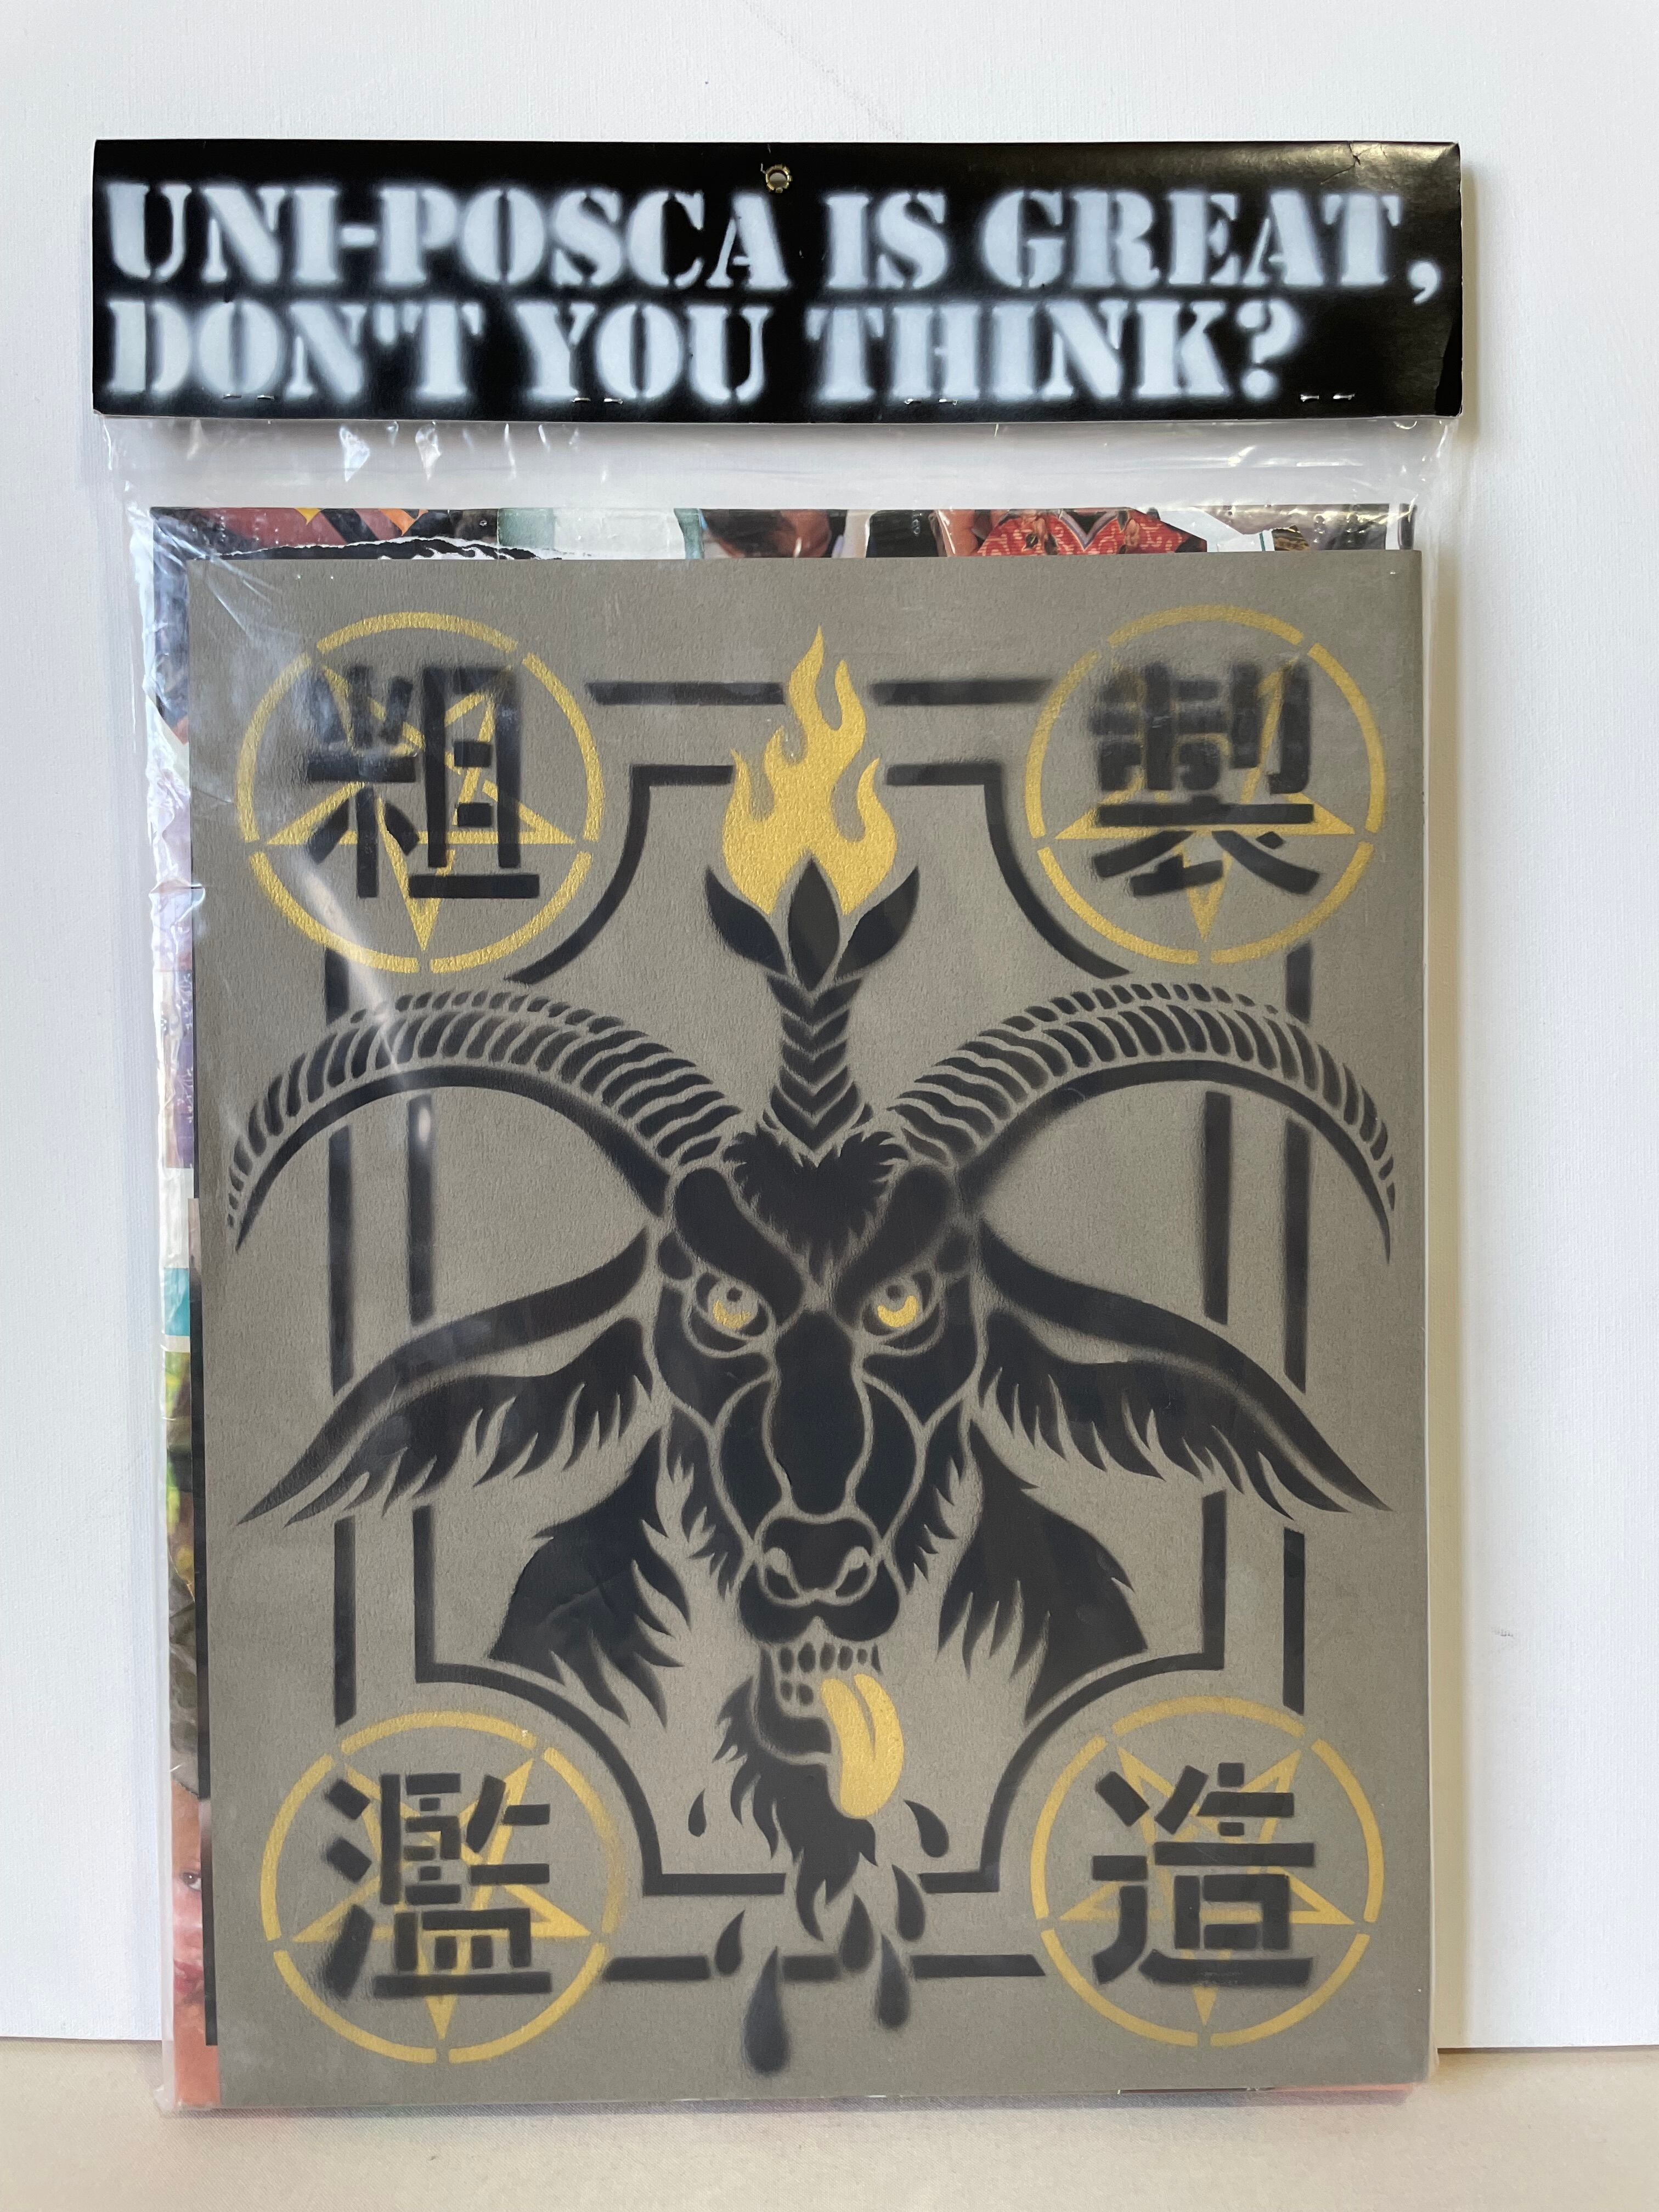 UNI-POSCA IS GREAT,
DON'T YOU THINK?
粗 製
濫 造